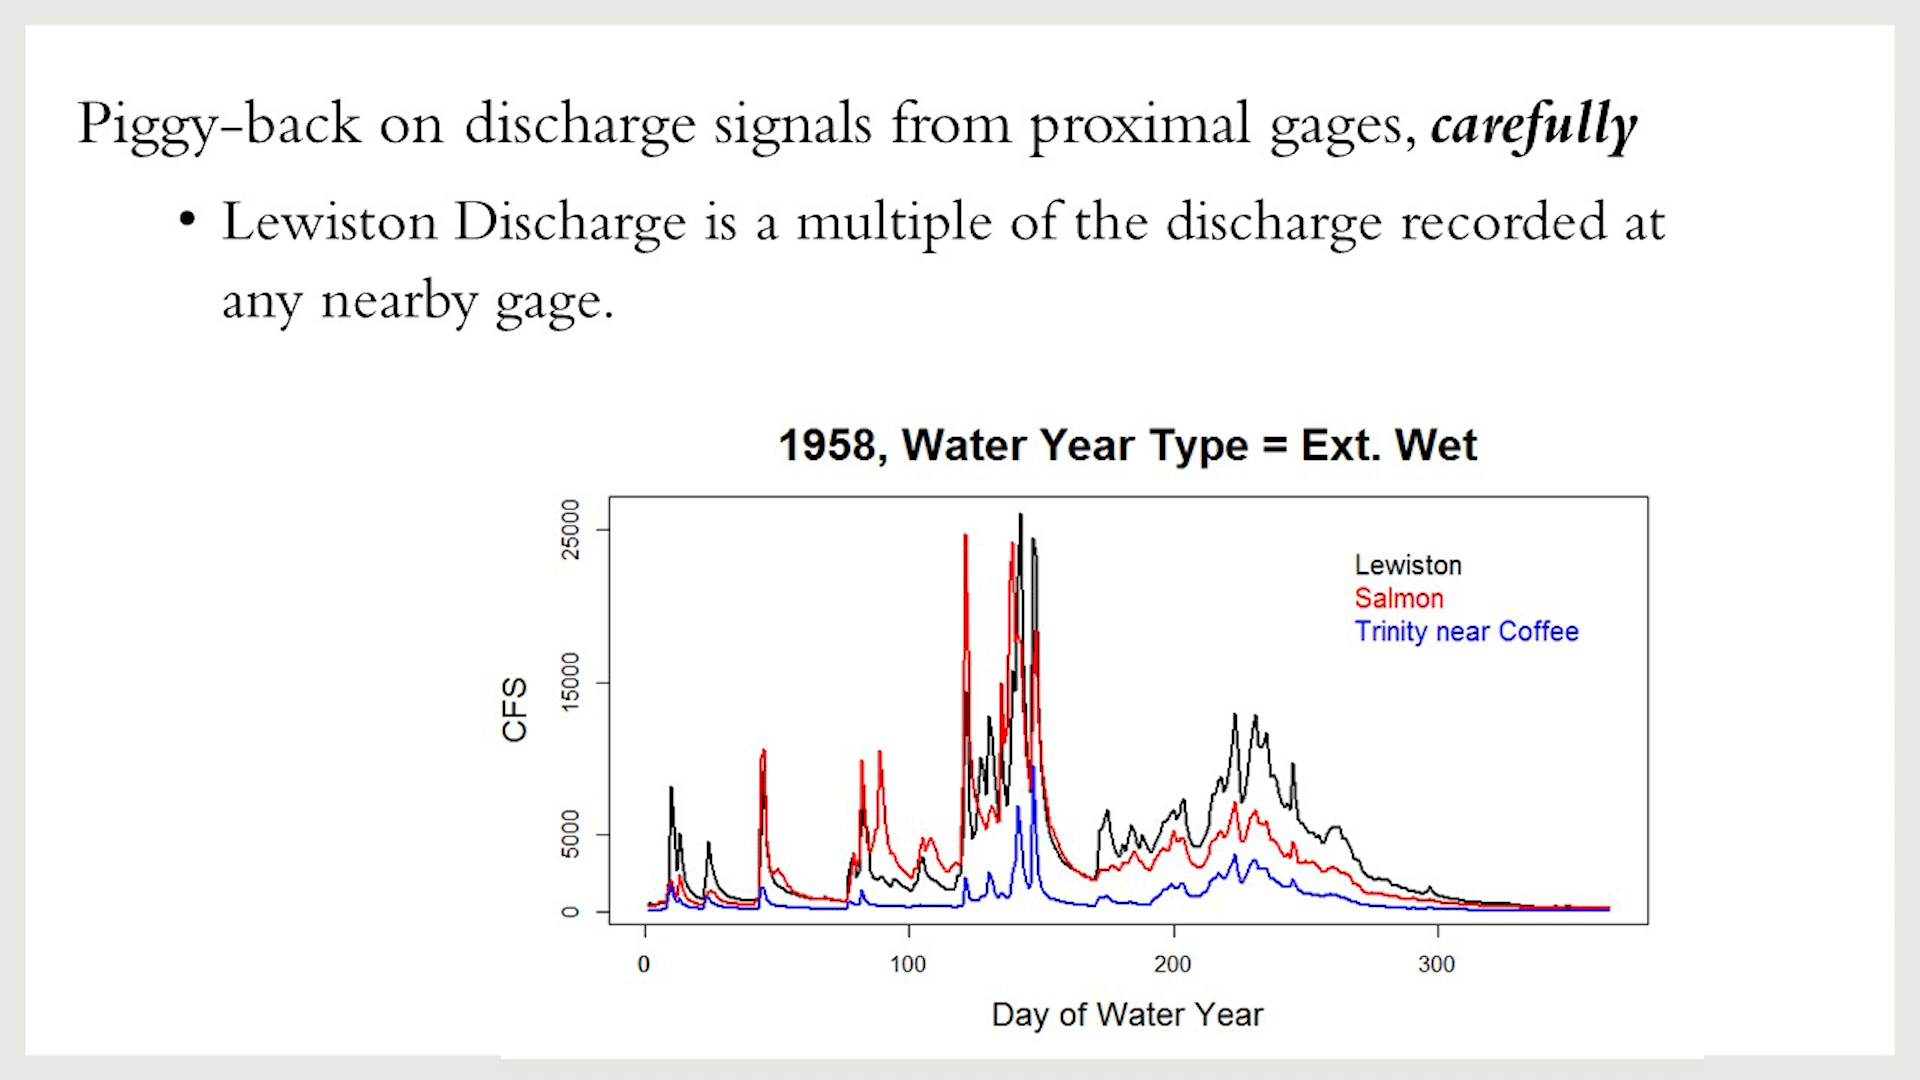 Piggy-back on discharge signals from proximal gages, carefully
• Lewiston Discharge is a multiple of the discharge recorded at
any nearby gage.
1958, Water Year Type = Ext. Wet
25000
15000
5000
0
CFS
Lewiston
Salmon
Trinity near Coffee
0 100 200 300
Day of Water Year